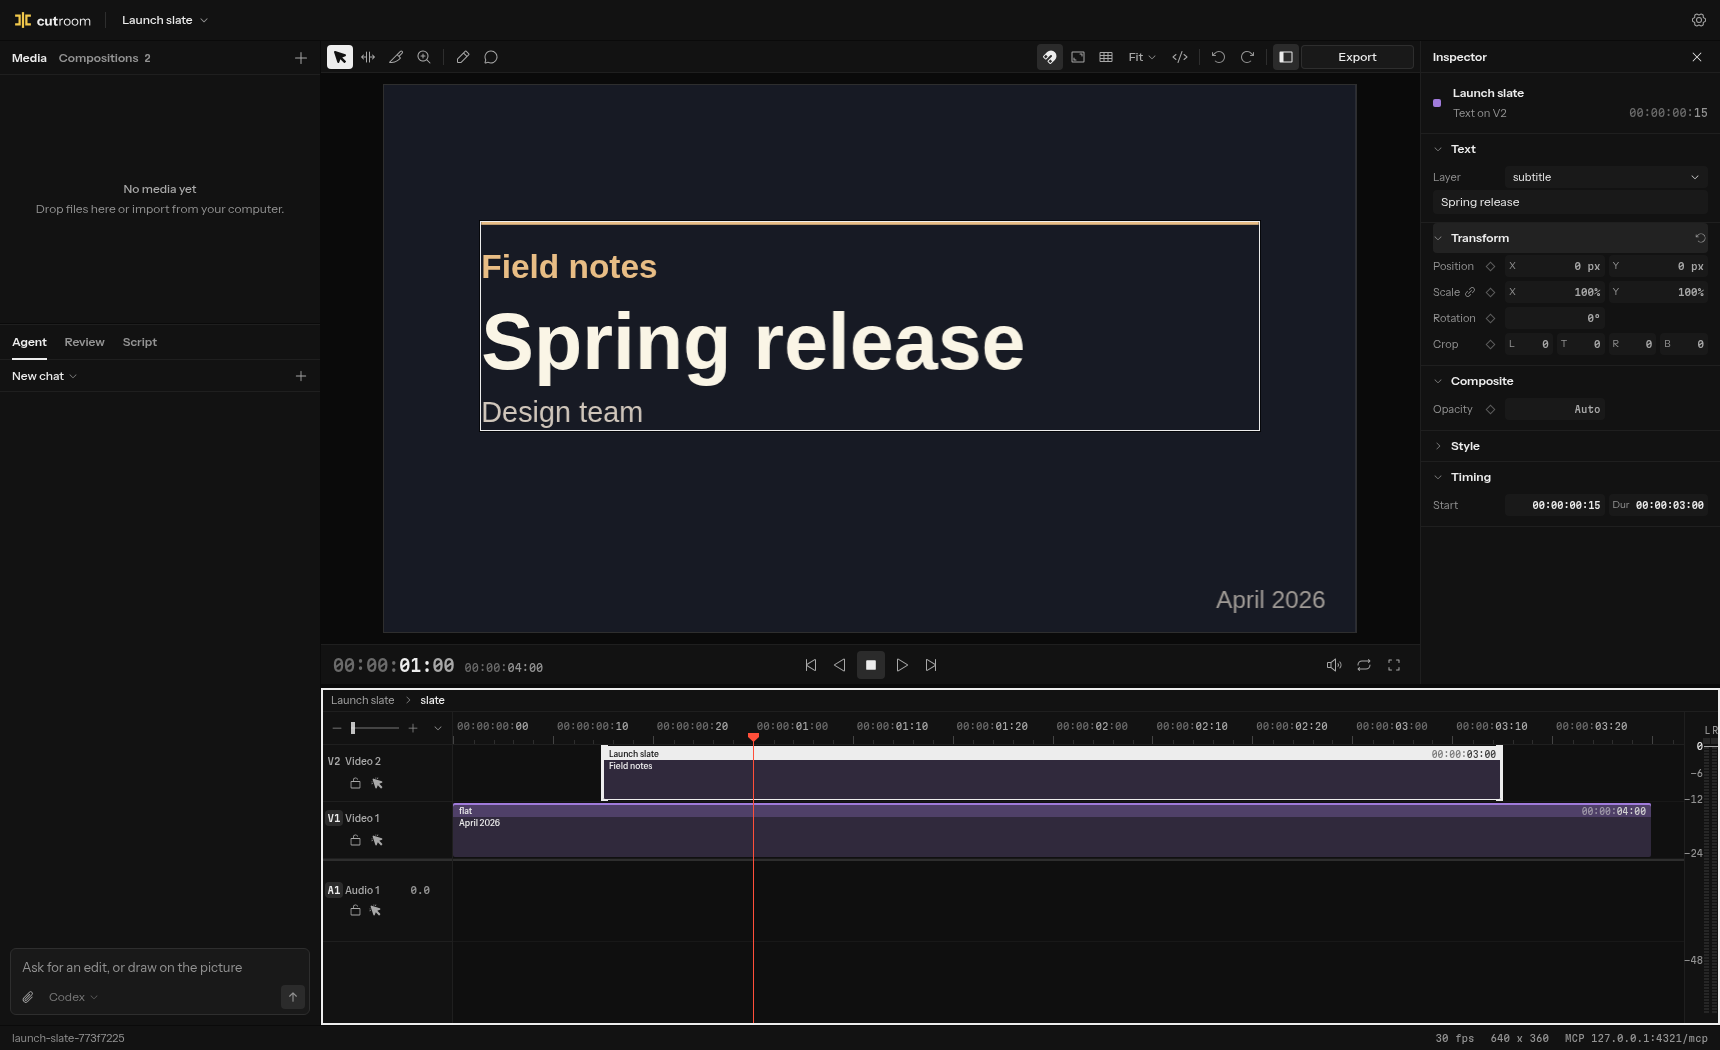 cutroom
Launch slate
Media
Compositions 2
No media yet
Drop files here or import from your computer.
Agent
Review
Script
New chat
Ask for an edit, or draw on the picture
Codex
Fit
Export
Field notes
Spring release
Design team
April 2026
00:00:01:00
00:00:04:00
Inspector
Launch slate
Text on V2
00:00:00:15
Text
Layer
subtitle
Spring release
Transform
Position X 0 px Y 0 px
Scale X 100% Y 100%
Rotation 0°
Crop L 0 T 0 R 0 B 0
Composite
Opacity Auto
Style
Timing
Start 00:00:00:15 Dur 00:00:03:00
Launch slate > slate
00:00:00:00 00:00:00:10 00:00:00:20 00:00:01:00 00:00:01:10 00:00:01:20 00:00:02:00 00:00:02:10 00:00:02:20 00:00:03:00 00:00:03:10 00:00:03:20
V2 Video 2
Launch slate 00:00:03:00
Field notes
V1 Video 1
flat 00:00:04:00
April 2026
A1 Audio 1 0.0
L R
0
-6
-12
-24
-48
launch-slate-773f7225
30 fps 640 x 360 MCP 127.0.0.1:4321/mcp